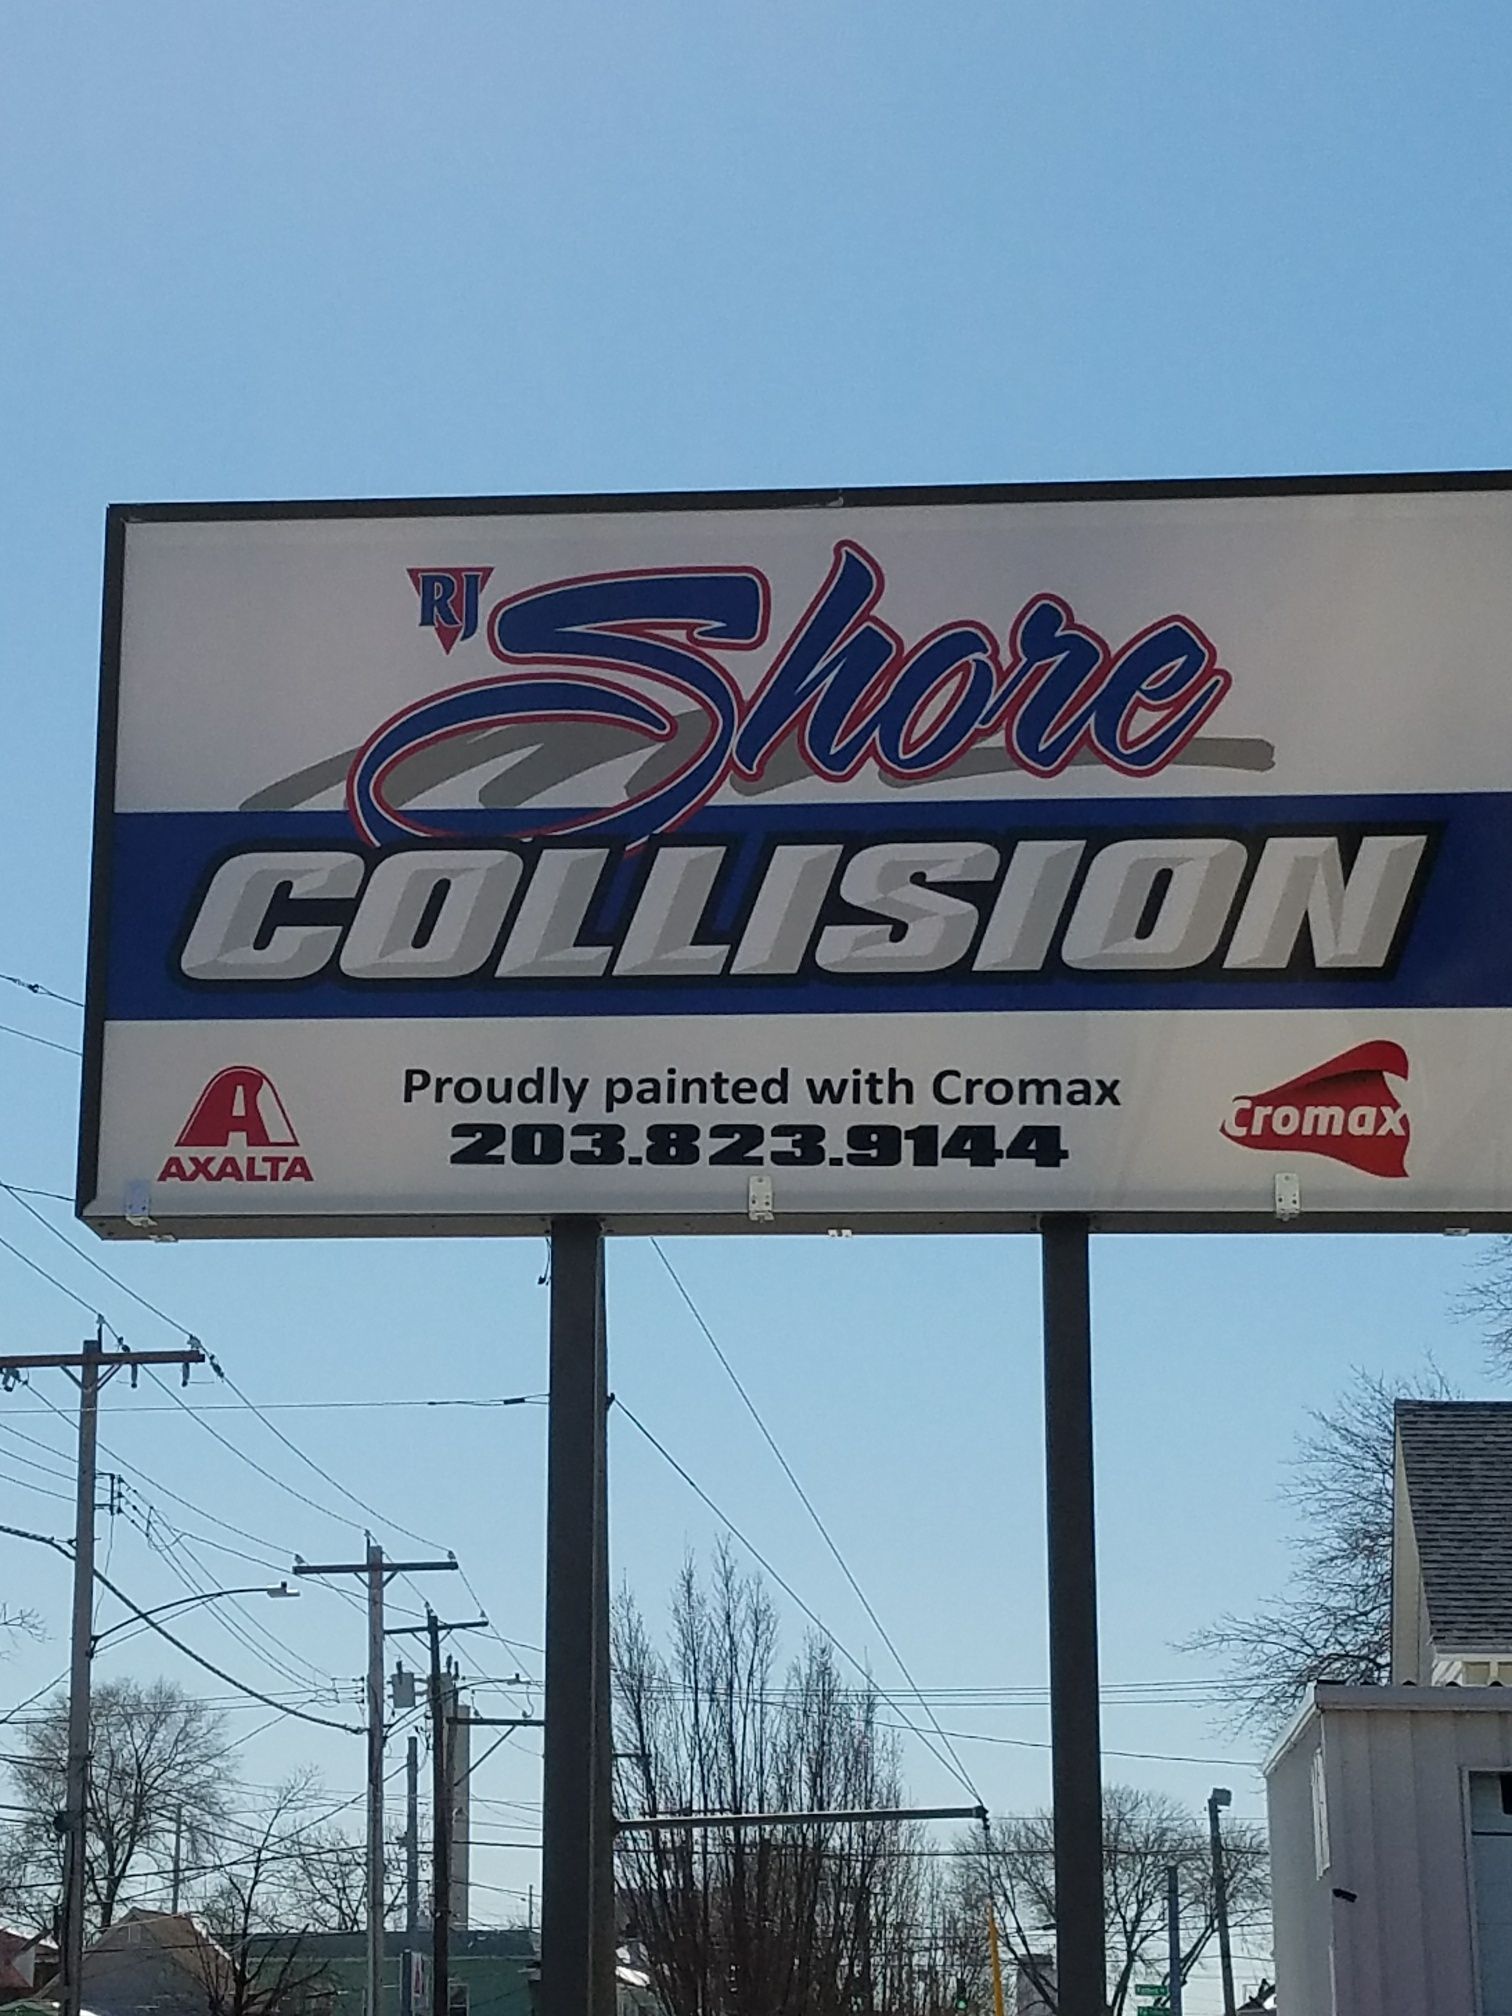 RJ Shore
COLLISION
Proudly painted with Cromax
203.823.9144
AXALTA
Cromax